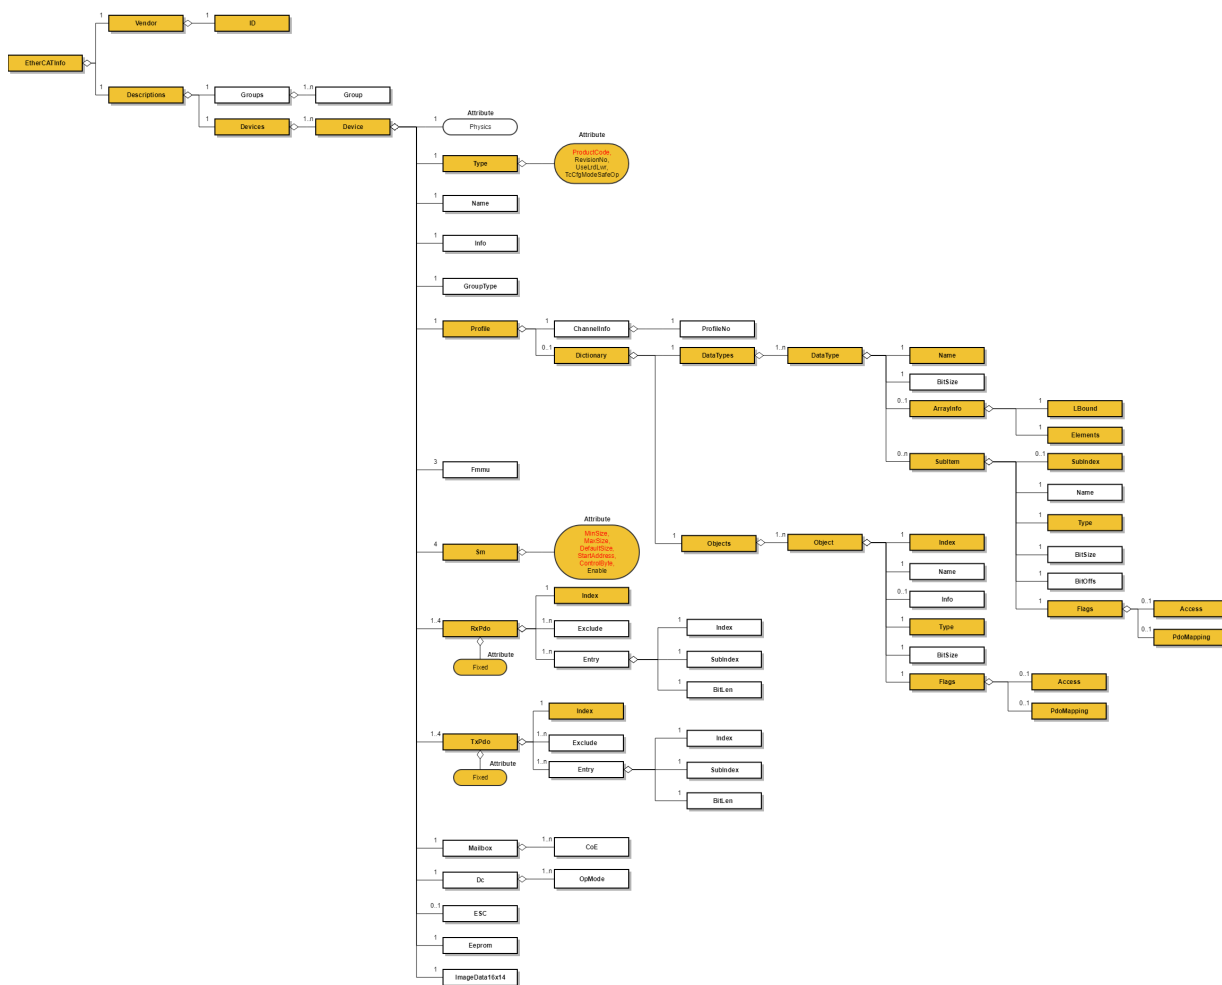 1 Vendor 1 ID
EtherCATInfo
1 Descriptions 1 Groups 1..n Group
1 Devices 1..n Device
Attribute
1 Physics
Attribute
1 Type
ProductCode,
RevisionNo,
UseLrdLwr,
TcCfgModeSafeOp
1 Name
1 Info
1 GroupType
1 Profile 1 ChannelInfo 1 ProfileNo
0..1 Dictionary 1 DataTypes 1..n DataType 1 Name
1 BitSize
0..1 ArrayInfo 1 LBound
1 Elements
0..n SubItem 0..1 SubIndex
1 Name
1 Type
1 BitSize
1 BitOffs
1 Flags 0..1 Access
0..1 PdoMapping
3 Fmmu
1 Objects 1..n Object 1 Index
1 Name
0..1 Info
1 Type
1 BitSize
1 Flags 0..1 Access
0..1 PdoMapping
Attribute
4 Sm
MinSize,
MaxSize,
DefaultSize,
StartAddress,
ControlByte,
Enable
1 Index
1..4 RxPdo 1..n Exclude
1..n Entry 1 Index
1 SubIndex
1 BitLen
Attribute
Fixed
1 Index
1..4 TxPdo 1..n Exclude
1..n Entry 1 Index
1 SubIndex
1 BitLen
Attribute
Fixed
1 Mailbox 1..n CoE
1 Dc 1..n OpMode
0..1 ESC
1 Eeprom
1 ImageData16x14